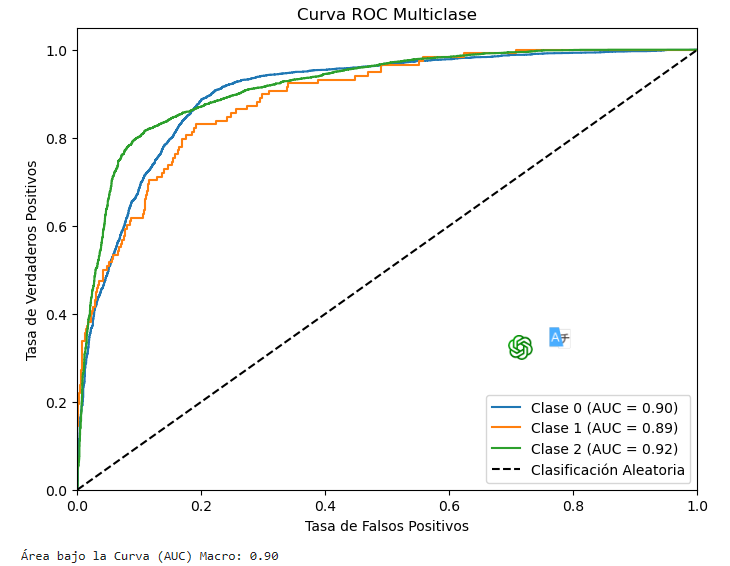 Curva ROC Multiclase
Tasa de Verdaderos Positivos
1.0
0.8
0.6
0.4
0.2
0.0
0.0 0.2 0.4 0.6 0.8 1.0
Tasa de Falsos Positivos
A
Clase 0 (AUC = 0.90)
Clase 1 (AUC = 0.89)
Clase 2 (AUC = 0.92)
Clasificación Aleatoria
Área bajo la Curva (AUC) Macro: 0.90